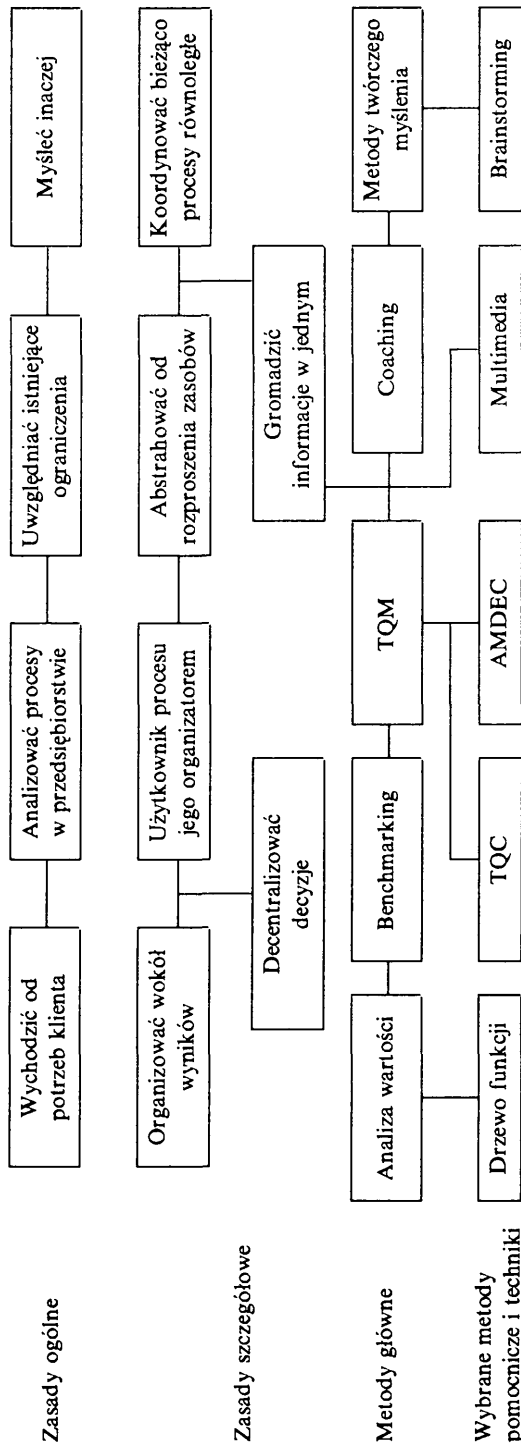 Zasady ogólne
Wychodzić od
potrzeb klienta
Analizować procesy
w przedsiębiorstwie
Uwzględniać istniejące
ograniczenia
Myśleć inaczej
Zasady szczegółowe
Organizować wokół
wyników
Użytkownik procesu
jego organizatorem
Abstrahować od
rozproszenia zasobów
Koordynować bieżąco
procesy równoległe
Decentralizować
decyzje
Gromadzić
informacje w jednym
Metody główne
Analiza wartości
Benchmarking
TQM
Coaching
Metody twórczego
myślenia
Wybrane metody
pomocnicze i techniki
Drzewo funkcji
TQC
AMDEC
Multimedia
Brainstorming